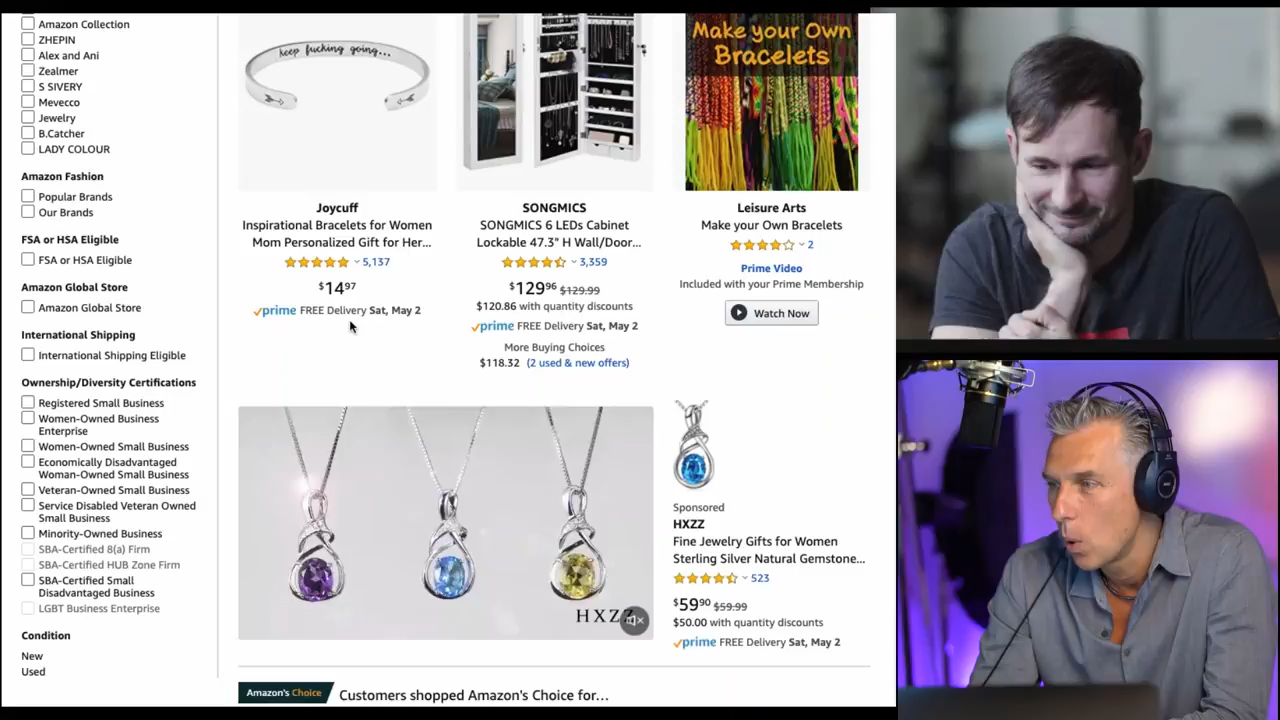 Amazon Collection
ZHEPIN
Alex and Ani
Zealmer
S SIVERY
Mevecco
Jewelry
B.Catcher
LADY COLOUR
Amazon Fashion
Popular Brands
Our Brands
FSA or HSA Eligible
FSA or HSA Eligible
Amazon Global Store
Amazon Global Store
International Shipping
International Shipping Eligible
Ownership/Diversity Certifications
Registered Small Business
Women-Owned Business
Enterprise
Women-Owned Small Business
Economically Disadvantaged
Woman-Owned Small Business
Veteran-Owned Small Business
Service Disabled Veteran Owned
Small Business
Minority-Owned Business
SBA-Certified 8(a) Firm
SBA-Certified HUB Zone Firm
SBA-Certified Small
Disadvantaged Business
LGBT Business Enterprise
Condition
New
Used
keep fucking going...
Joycuff
Inspirational Bracelets for Women
Mom Personalized Gift for Her...
5,137
$14.97
prime FREE Delivery Sat, May 2
SONGMICS
SONGMICS 6 LEDs Cabinet
Lockable 47.3" H Wall/Door...
3,359
$129.96 $129.99
$120.86 with quantity discounts
prime FREE Delivery Sat, May 2
More Buying Choices
$118.32 (2 used & new offers)
Make your Own
Bracelets
Leisure Arts
Make your Own Bracelets
2
Prime Video
Included with your Prime Membership
Watch Now
HXZZ
Sponsored
HXZZ
Fine Jewelry Gifts for Women
Sterling Silver Natural Gemstone...
523
$59.90 $59.99
$50.00 with quantity discounts
prime FREE Delivery Sat, May 2
Amazon's Choice Customers shopped Amazon's Choice for...